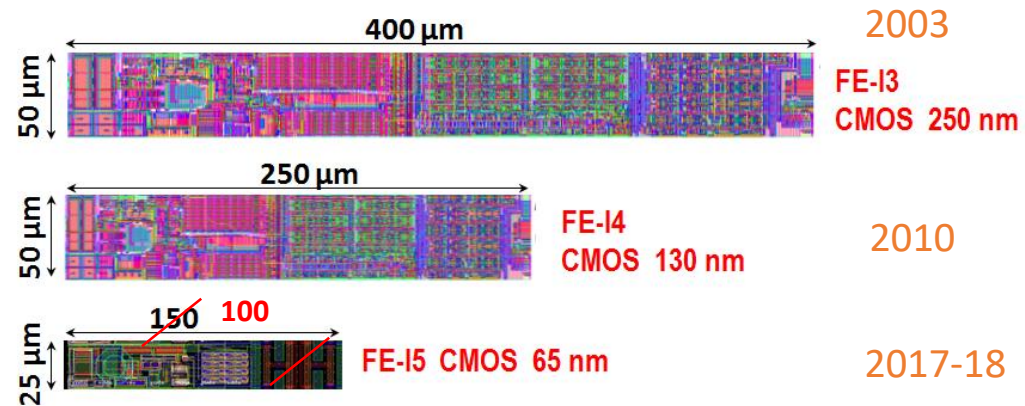 400 µm
2003
50 µm
FE-I3
CMOS 250 nm
250 µm
50 µm
FE-I4
CMOS 130 nm
2010
150 100
25 µm
FE-I5 CMOS 65 nm
2017-18